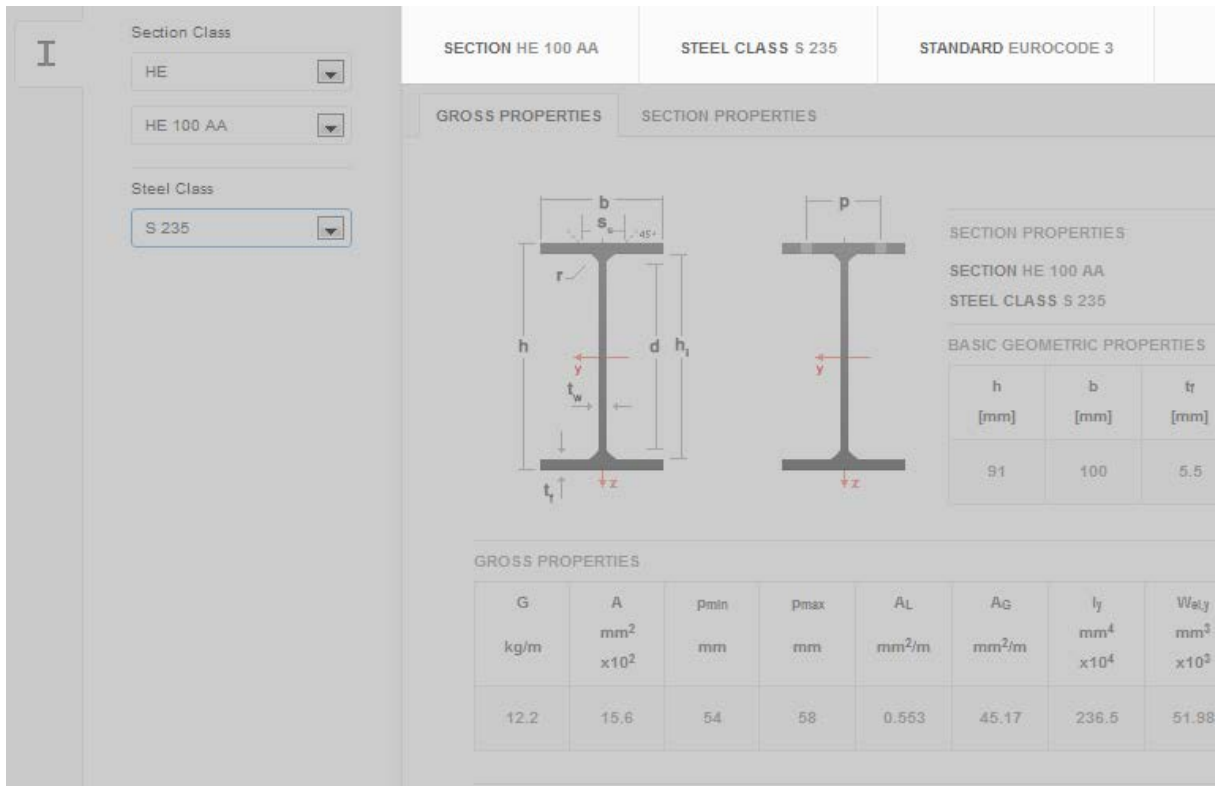 Section Class
HE
HE 100 AA
Steel Class
S 235
SECTION HE 100 AA STEEL CLASS S 235 STANDARD EUROCODE 3
GROSS PROPERTIES SECTION PROPERTIES
b
s_s
45°
r
h
d
h_i
y
t_w
z
t_f
p
y
z
SECTION PROPERTIES
SECTION HE 100 AA
STEEL CLASS S 235
BASIC GEOMETRIC PROPERTIES
h b tf
[mm] [mm] [mm]
91 100 5.5
GROSS PROPERTIES
G A pmin pmax AL AG Iy Wel,y
kg/m mm² x10² mm mm mm²/m mm²/m mm⁴ x10⁴ mm³ x10³
12.2 15.6 54 58 0.553 45.17 236.5 51.98